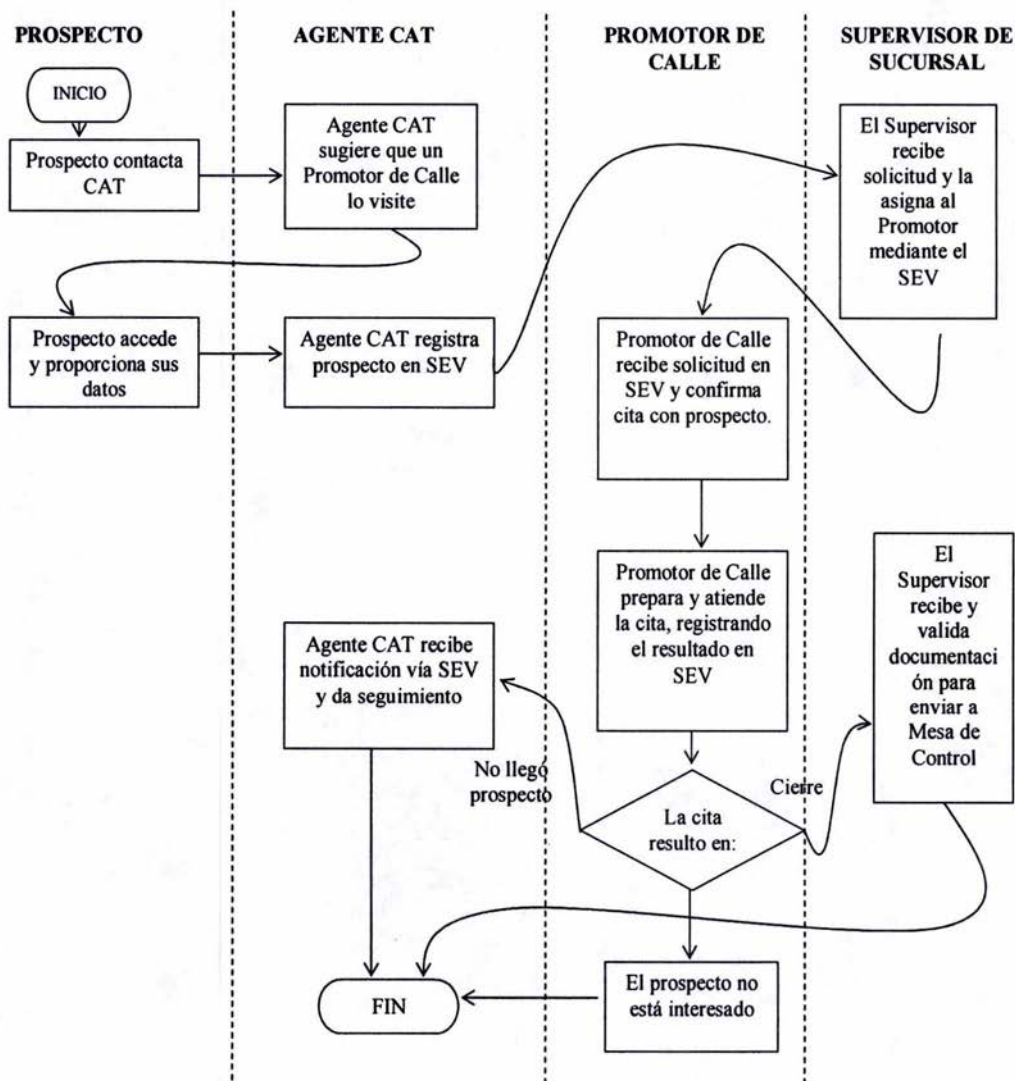 PROSPECTO
AGENTE CAT
PROMOTOR DE
CALLE
SUPERVISOR DE
SUCURSAL
INICIO
Prospecto contacta
CAT
Agente CAT
sugiere que un
Promotor de Calle
lo visite
El Supervisor
recibe
solicitud y la
asigna al
Promotor
mediante el
SEV
Prospecto accede
y proporciona sus
datos
Agente CAT registra
prospecto en SEV
Promotor de Calle
recibe solicitud en
SEV y confirma
cita con prospecto.
Promotor de Calle
prepara y atiende
la cita, registrando
el resultado en
SEV
El
Supervisor
recibe y
valida
documentaci
ón para
enviar a
Mesa de
Control
Agente CAT recibe
notificación vía SEV
y da seguimiento
No llegó
prospecto
Cierre
La cita
resulto en:
El prospecto no
está interesado
FIN